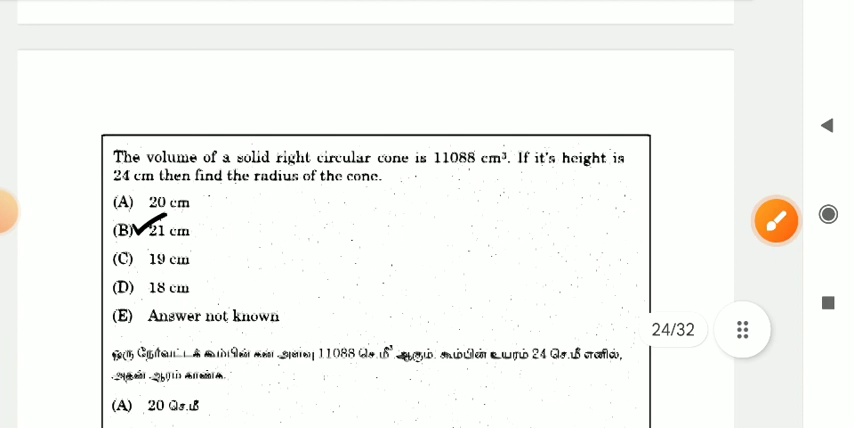 The volume of a solid right circular cone is 11088 cm³. If it's height is
24 cm then find the radius of the cone.
(A) 20 cm
(B) 21 cm
(C) 19 cm
(D) 18 cm
(E) Answer not known
24/32
ஒரு நேர்வட்டக் கூம்பின் கன அளவு 11088 செ.மீ³ ஆகும். கூம்பின் உயரம் 24 செ.மீ எனில்,
அதன் ஆரம் காண்க.
(A) 20 செ.மீ